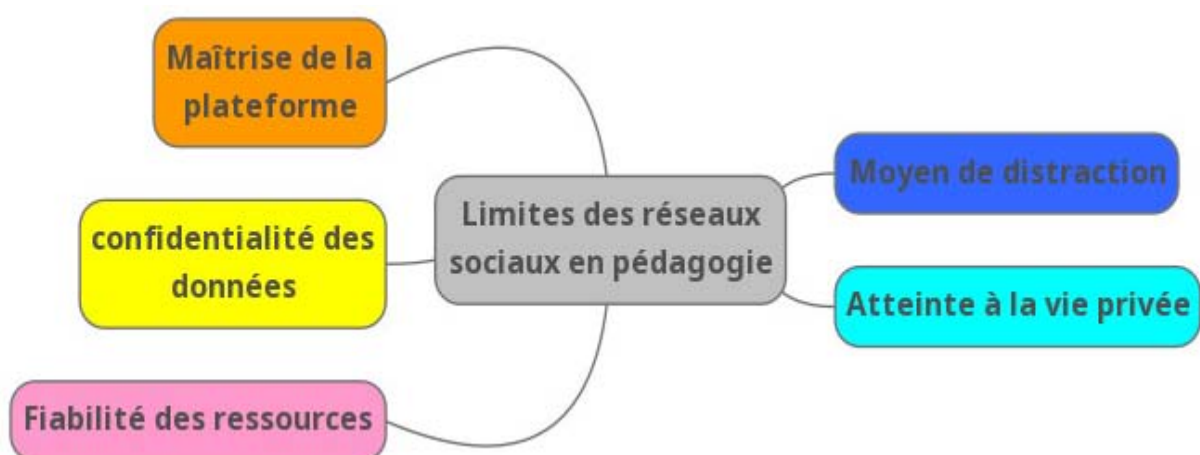 Maîtrise de la
plateforme
confidentialité des
données
Fiabilité des ressources
Limites des réseaux
sociaux en pédagogie
Moyen de distraction
Atteinte à la vie privée